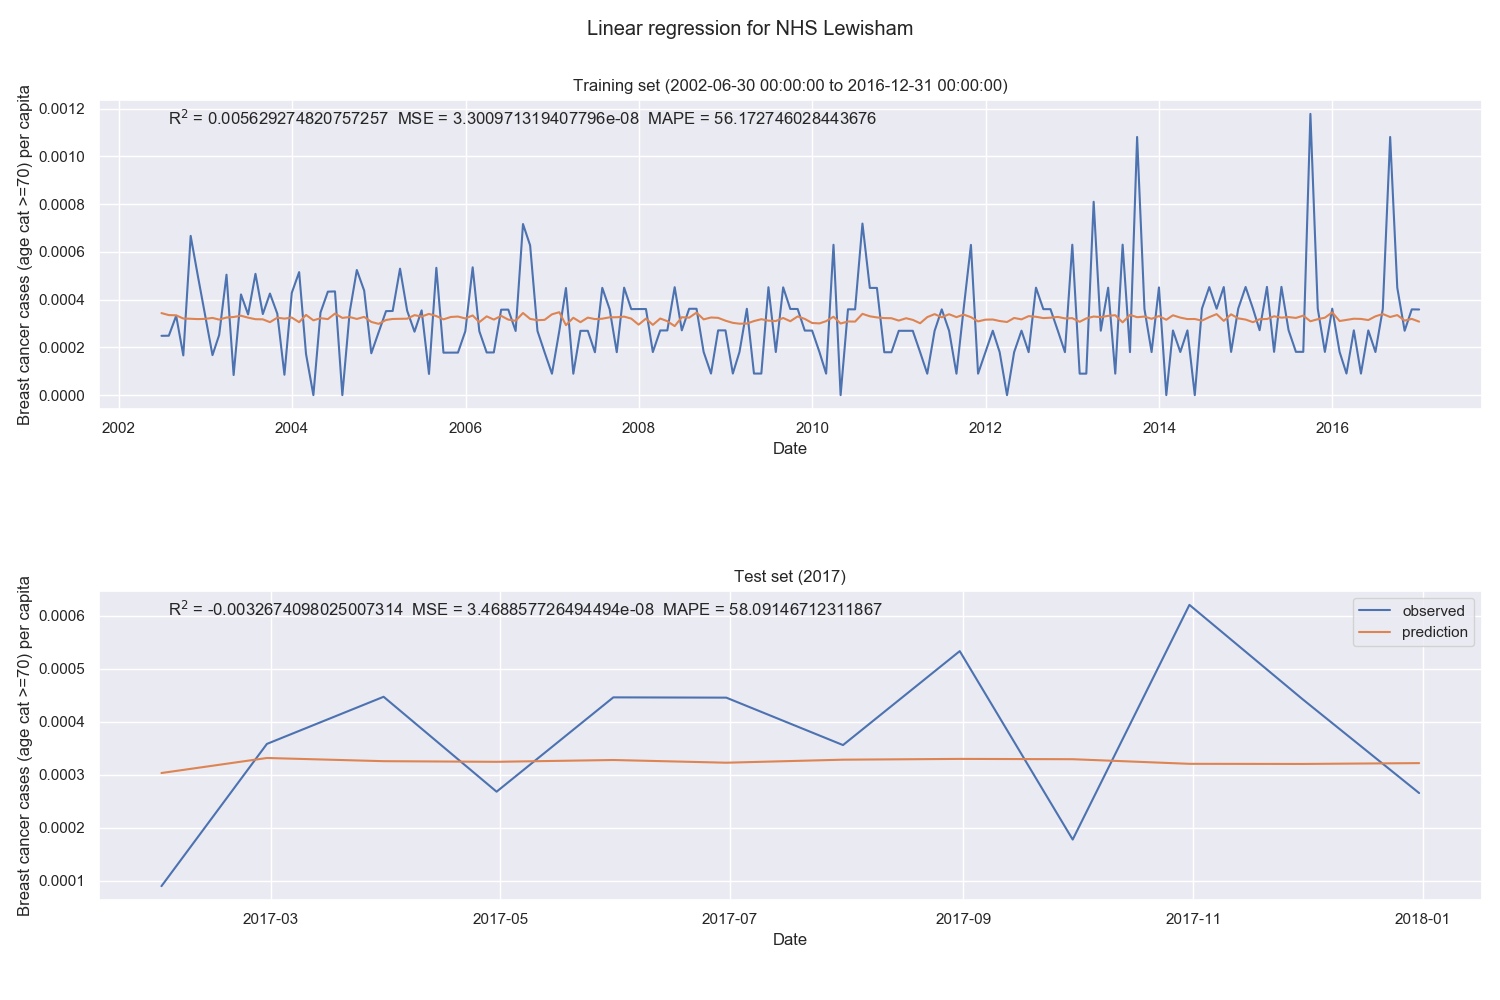 Linear regression for NHS Lewisham
Training set (2002-06-30 00:00:00 to 2016-12-31 00:00:00)
R² = 0.005629274820757257 MSE = 3.300971319407796e-08 MAPE = 56.172746028443676
Breast cancer cases (age cat >=70) per capita
0.0012
0.0010
0.0008
0.0006
0.0004
0.0002
0.0000
2002 2004 2006 2008 2010 2012 2014 2016
Date
Test set (2017)
R² = -0.0032674098025007314 MSE = 3.468857726494494e-08 MAPE = 58.09146712311867
observed
prediction
Breast cancer cases (age cat >=70) per capita
0.0006
0.0005
0.0004
0.0003
0.0002
0.0001
2017-03 2017-05 2017-07 2017-09 2017-11 2018-01
Date